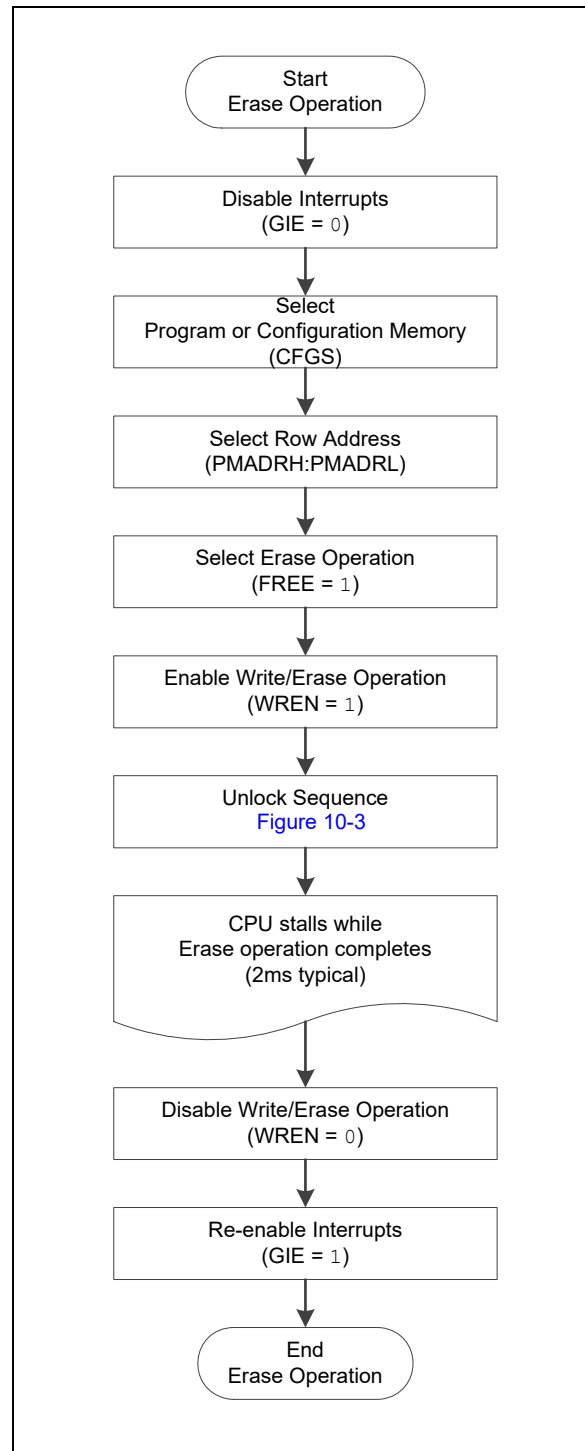 Start
Erase Operation
Disable Interrupts
(GIE = 0)
Select
Program or Configuration Memory
(CFGS)
Select Row Address
(PMADRH:PMADRL)
Select Erase Operation
(FREE = 1)
Enable Write/Erase Operation
(WREN = 1)
Unlock Sequence
Figure 10-3
CPU stalls while
Erase operation completes
(2ms typical)
Disable Write/Erase Operation
(WREN = 0)
Re-enable Interrupts
(GIE = 1)
End
Erase Operation